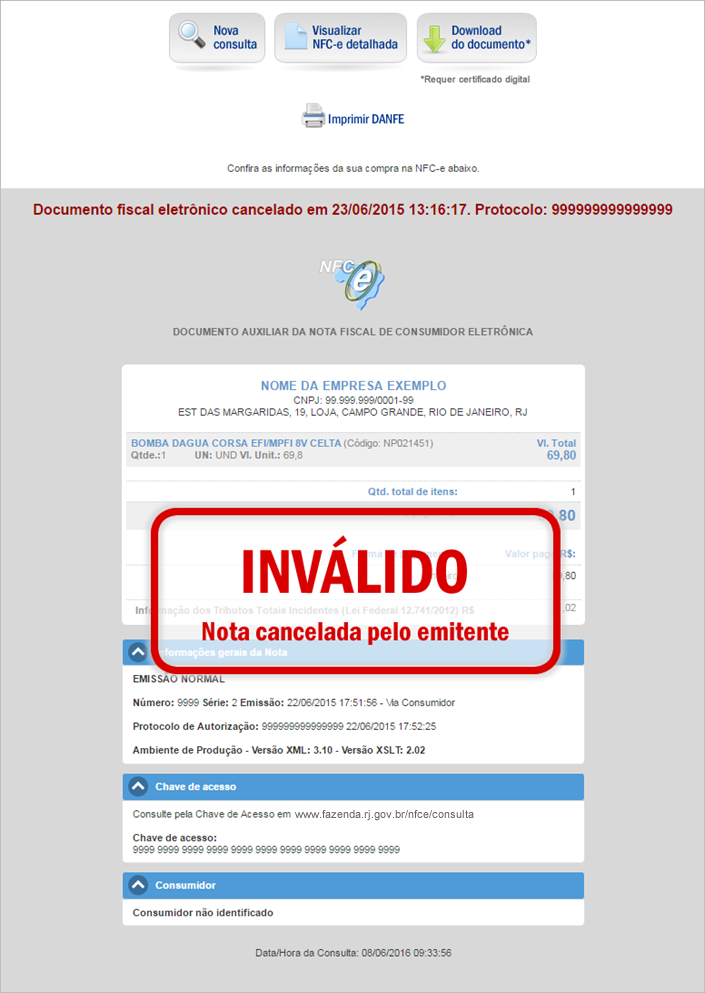 Nova
consulta
Visualizar
NFC-e detalhada
Download
do documento*
*Requer certificado digital
Imprimir DANFE
Confira as informações da sua compra na NFC-e abaixo.
Documento fiscal eletrônico cancelado em 23/06/2015 13:16:17. Protocolo: 999999999999999
NFC
e
DOCUMENTO AUXILIAR DA NOTA FISCAL DE CONSUMIDOR ELETRÔNICA
NOME DA EMPRESA EXEMPLO
CNPJ: 99.999.999/0001-99
EST DAS MARGARIDAS, 19, LOJA, CAMPO GRANDE, RIO DE JANEIRO, RJ
BOMBA DAGUA CORSA EFI/MPFI 8V CELTA (Código: NP021451) Vl. Total
Qtde.:1 UN: UND Vl. Unit.: 69,8 69,80
Qtd. total de itens: 1
Valor pago R$:
INVÁLIDO
Informação dos Tributos Totais Incidentes (Lei Federal 12.741/2012) R$
Nota cancelada pelo emitente
Informações gerais da Nota
EMISSÃO NORMAL
Número: 9999 Série: 2 Emissão: 22/06/2015 17:51:56 - Via Consumidor
Protocolo de Autorização: 999999999999999 22/06/2015 17:52:25
Ambiente de Produção - Versão XML: 3.10 - Versão XSLT: 2.02
Chave de acesso
Consulte pela Chave de Acesso em www.fazenda.rj.gov.br/nfce/consulta
Chave de acesso:
9999 9999 9999 9999 9999 9999 9999 9999 9999 9999 9999
Consumidor
Consumidor não identificado
Data/Hora da Consulta: 08/06/2016 09:33:56